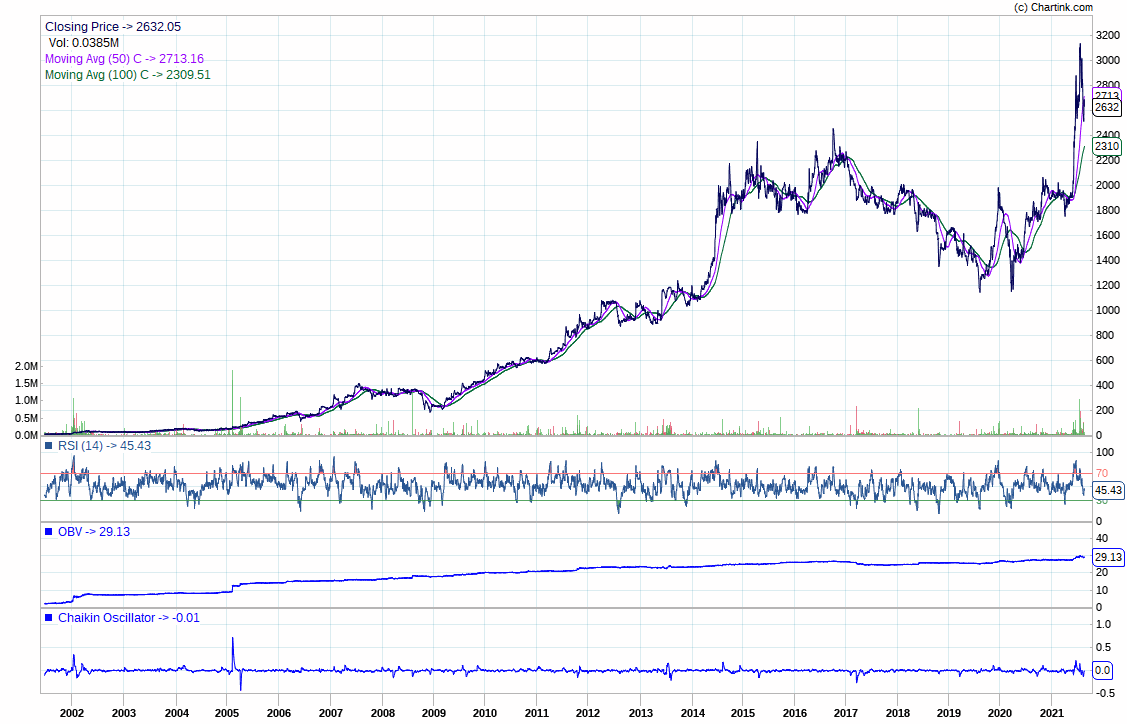 (c) Chartink.com
Closing Price -> 2632.05
Vol: 0.0385M
Moving Avg (50) C -> 2713.16
Moving Avg (100) C -> 2309.51
3200
3000
2800
2713
2632
2400
2310
2200
2000
1800
1600
1400
1200
1000
800
600
400
200
0
2.0M
1.5M
1.0M
0.5M
0.0M
RSI (14) -> 45.43
100
70
45.43
30
0
OBV -> 29.13
40
29.13
20
10
0
Chaikin Oscillator -> -0.01
1.0
0.5
0.0
-0.5
2002 2003 2004 2005 2006 2007 2008 2009 2010 2011 2012 2013 2014 2015 2016 2017 2018 2019 2020 2021